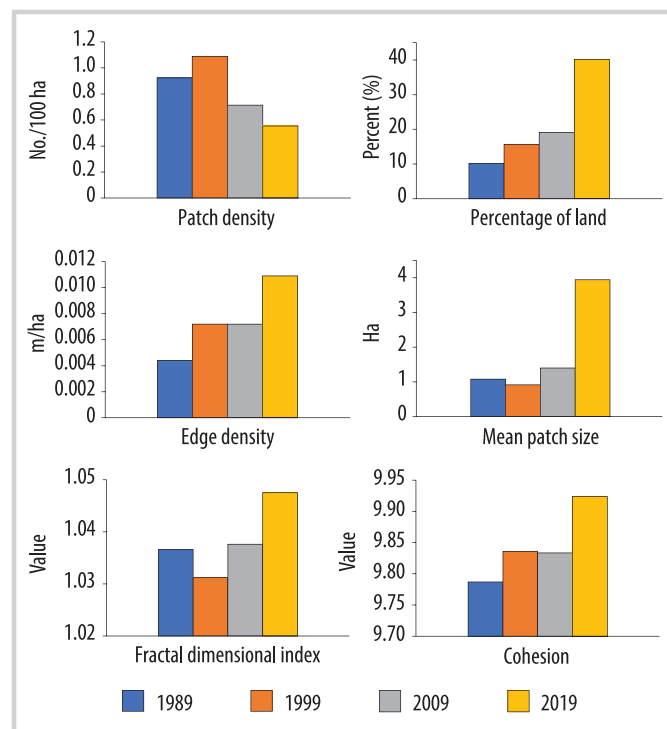 1.2
1.0
0.8
0.6
0.4
0.2
0
No./100 ha
Patch density
40
30
20
10
0
Percent (%)
Percentage of land
0.012
0.010
0.008
0.006
0.004
0.002
0
m/ha
Edge density
4
3
2
1
0
Ha
Mean patch size
1.05
1.04
1.03
1.02
Value
Fractal dimensional index
9.95
9.90
9.85
9.80
9.75
9.70
Value
Cohesion
1989 1999 2009 2019